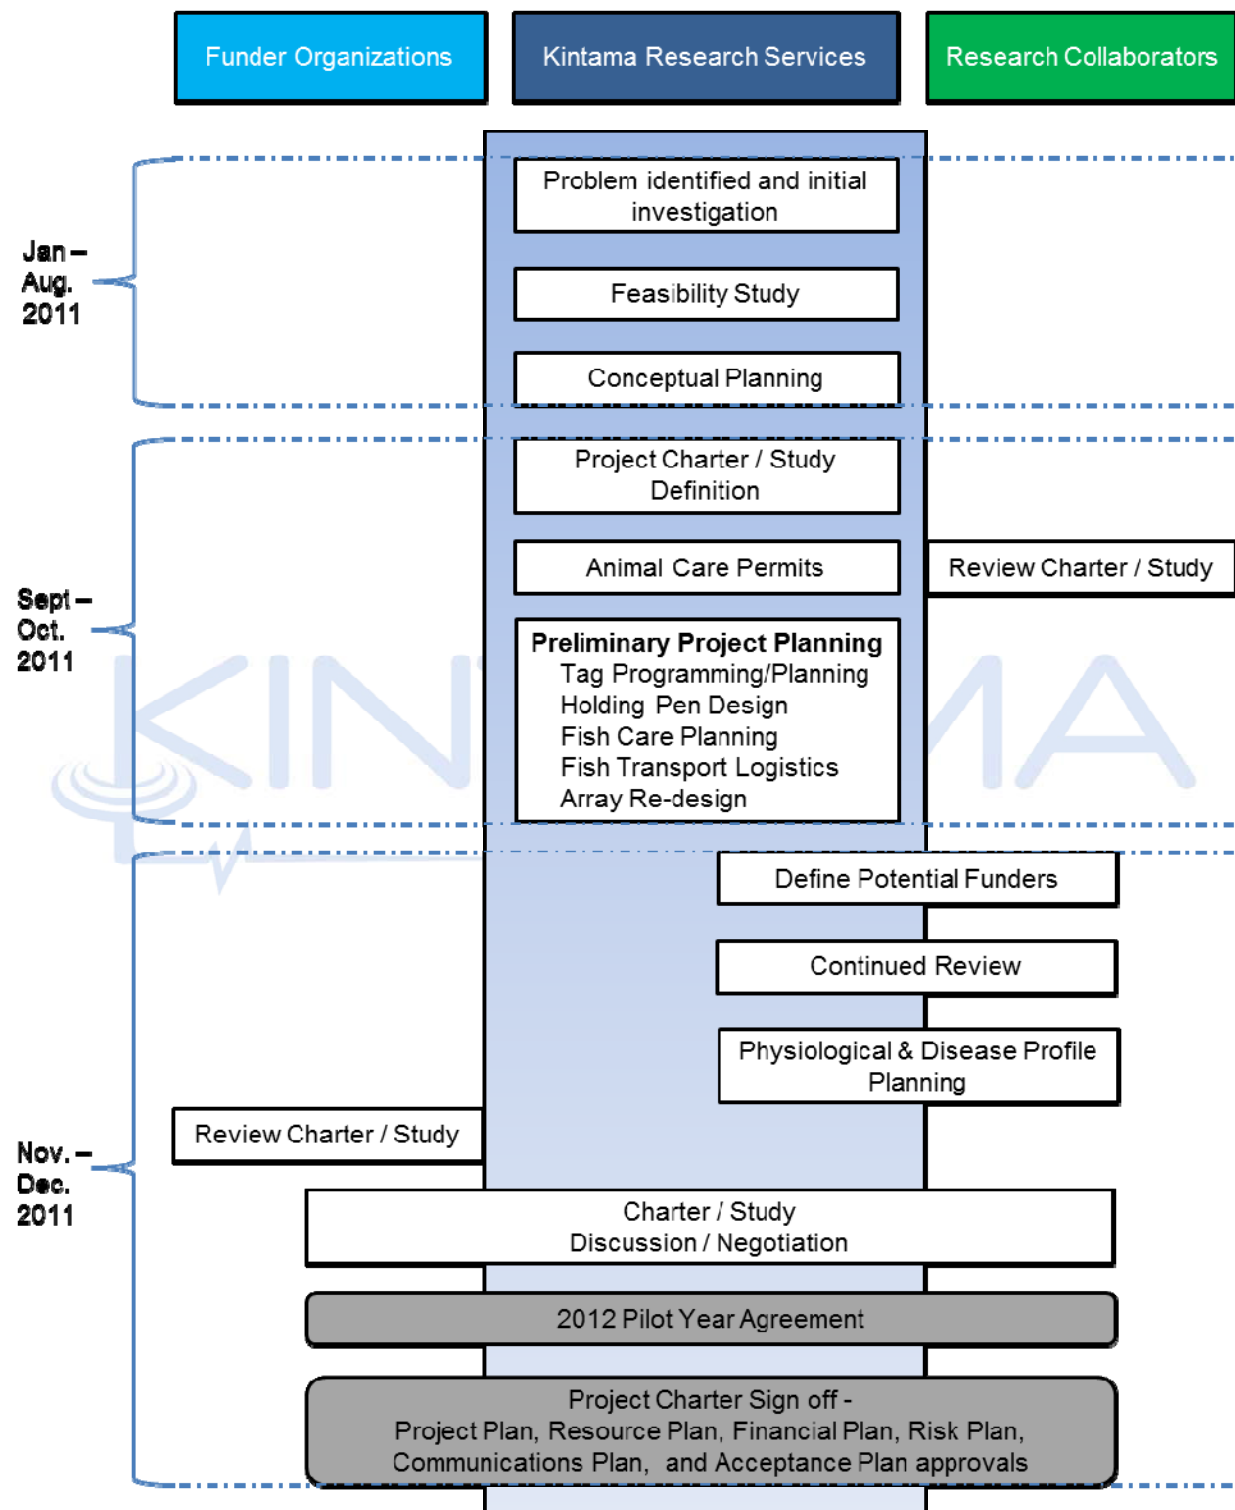 Funder Organizations
Kintama Research Services
Research Collaborators
Jan –
Aug.
2011
Problem identified and initial
investigation
Feasibility Study
Conceptual Planning
Sept –
Oct.
2011
Project Charter / Study
Definition
Animal Care Permits
Review Charter / Study
Preliminary Project Planning
Tag Programming/Planning
Holding Pen Design
Fish Care Planning
Fish Transport Logistics
Array Re-design
KINTAMA
Nov. –
Dec.
2011
Define Potential Funders
Continued Review
Physiological & Disease Profile
Planning
Review Charter / Study
Charter / Study
Discussion / Negotiation
2012 Pilot Year Agreement
Project Charter Sign off -
Project Plan, Resource Plan, Financial Plan, Risk Plan,
Communications Plan, and Acceptance Plan approvals